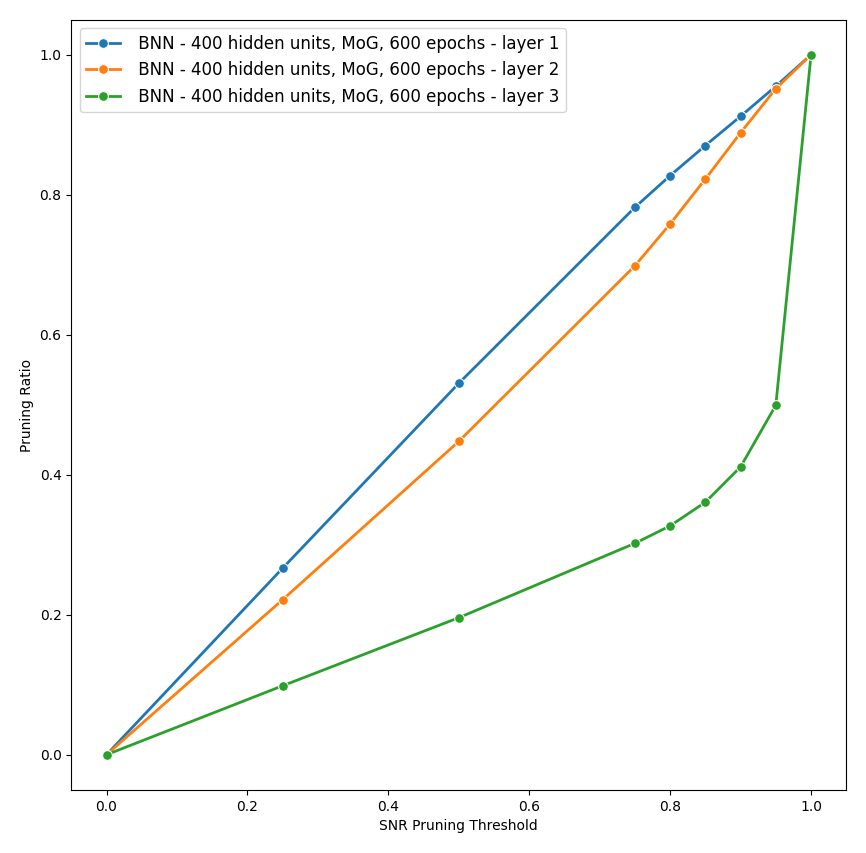 BNN - 400 hidden units, MoG, 600 epochs - layer 1
BNN - 400 hidden units, MoG, 600 epochs - layer 2
BNN - 400 hidden units, MoG, 600 epochs - layer 3
1.0
0.8
0.6
0.4
0.2
0.0
Pruning Ratio
0.0 0.2 0.4 0.6 0.8 1.0
SNR Pruning Threshold